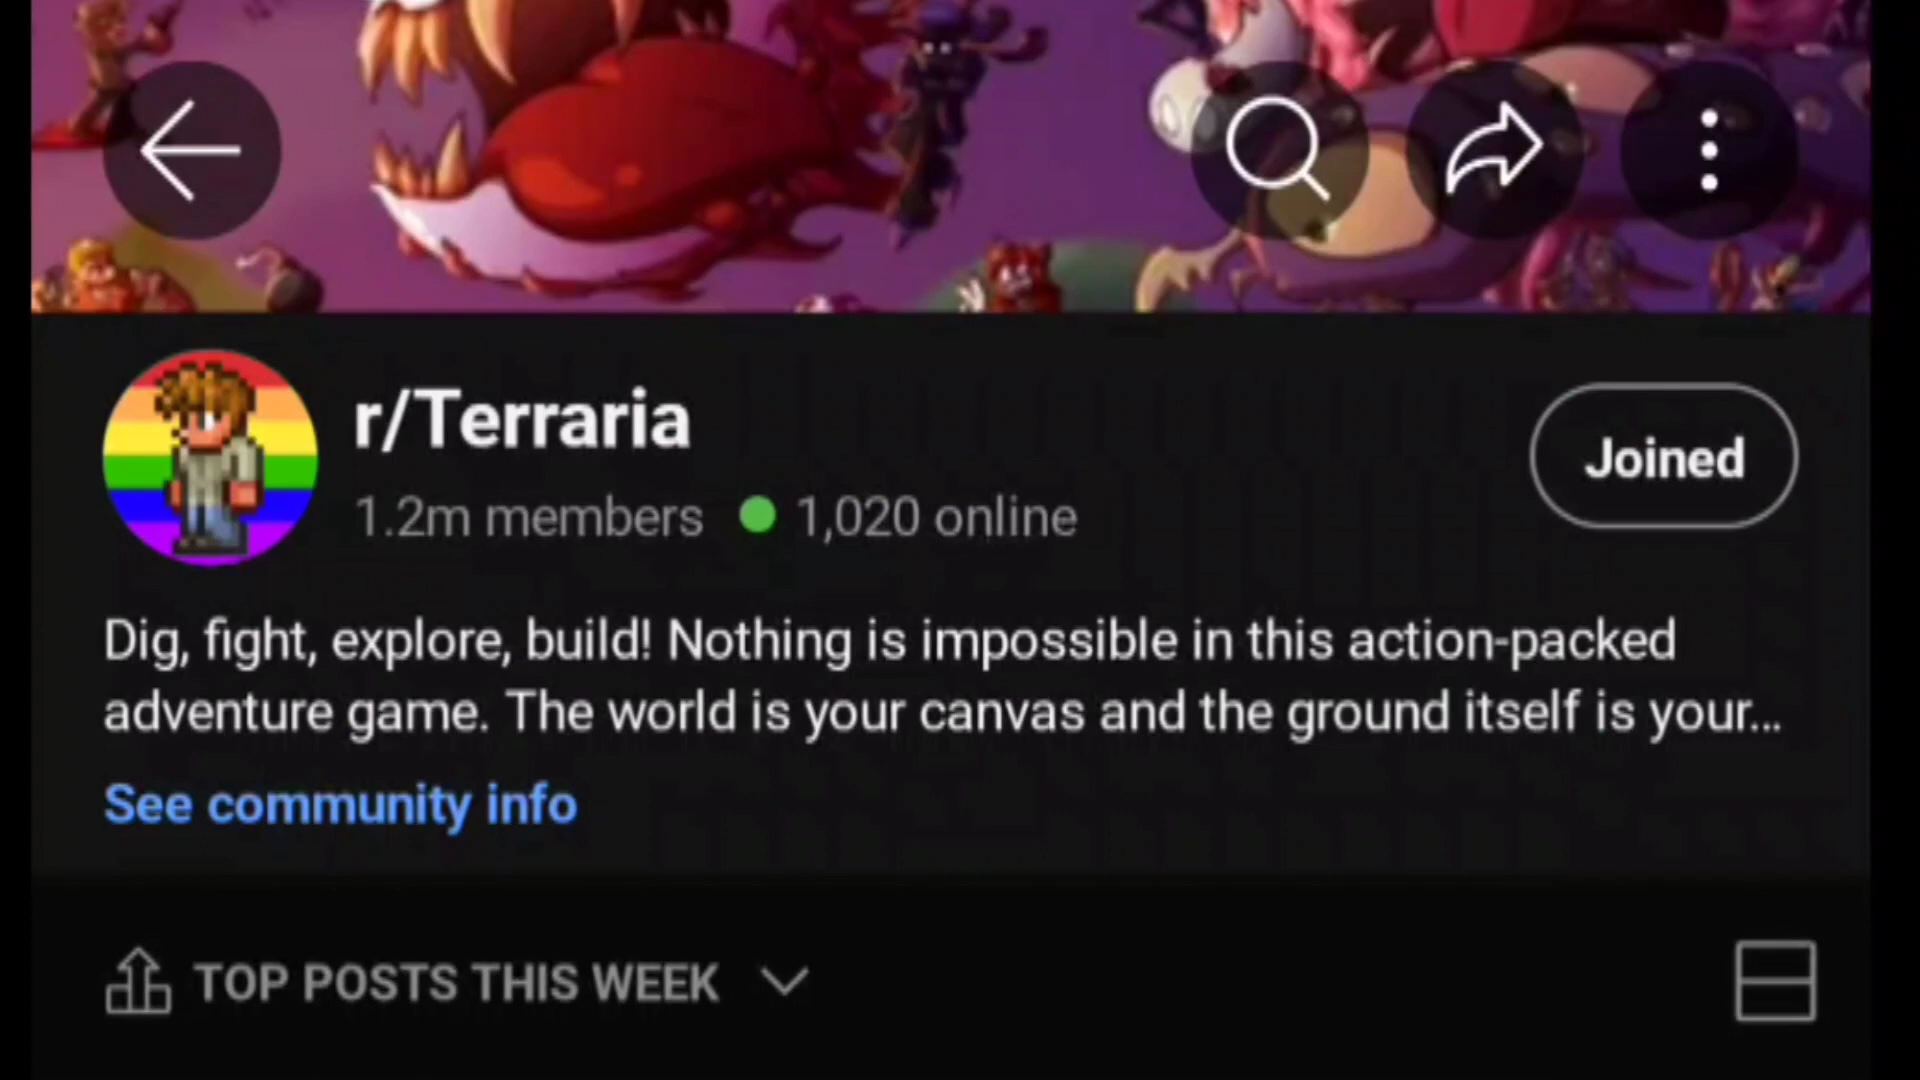 r/Terraria
1.2m members 1,020 online
Joined
Dig, fight, explore, build! Nothing is impossible in this action-packed
adventure game. The world is your canvas and the ground itself is your...
See community info
TOP POSTS THIS WEEK